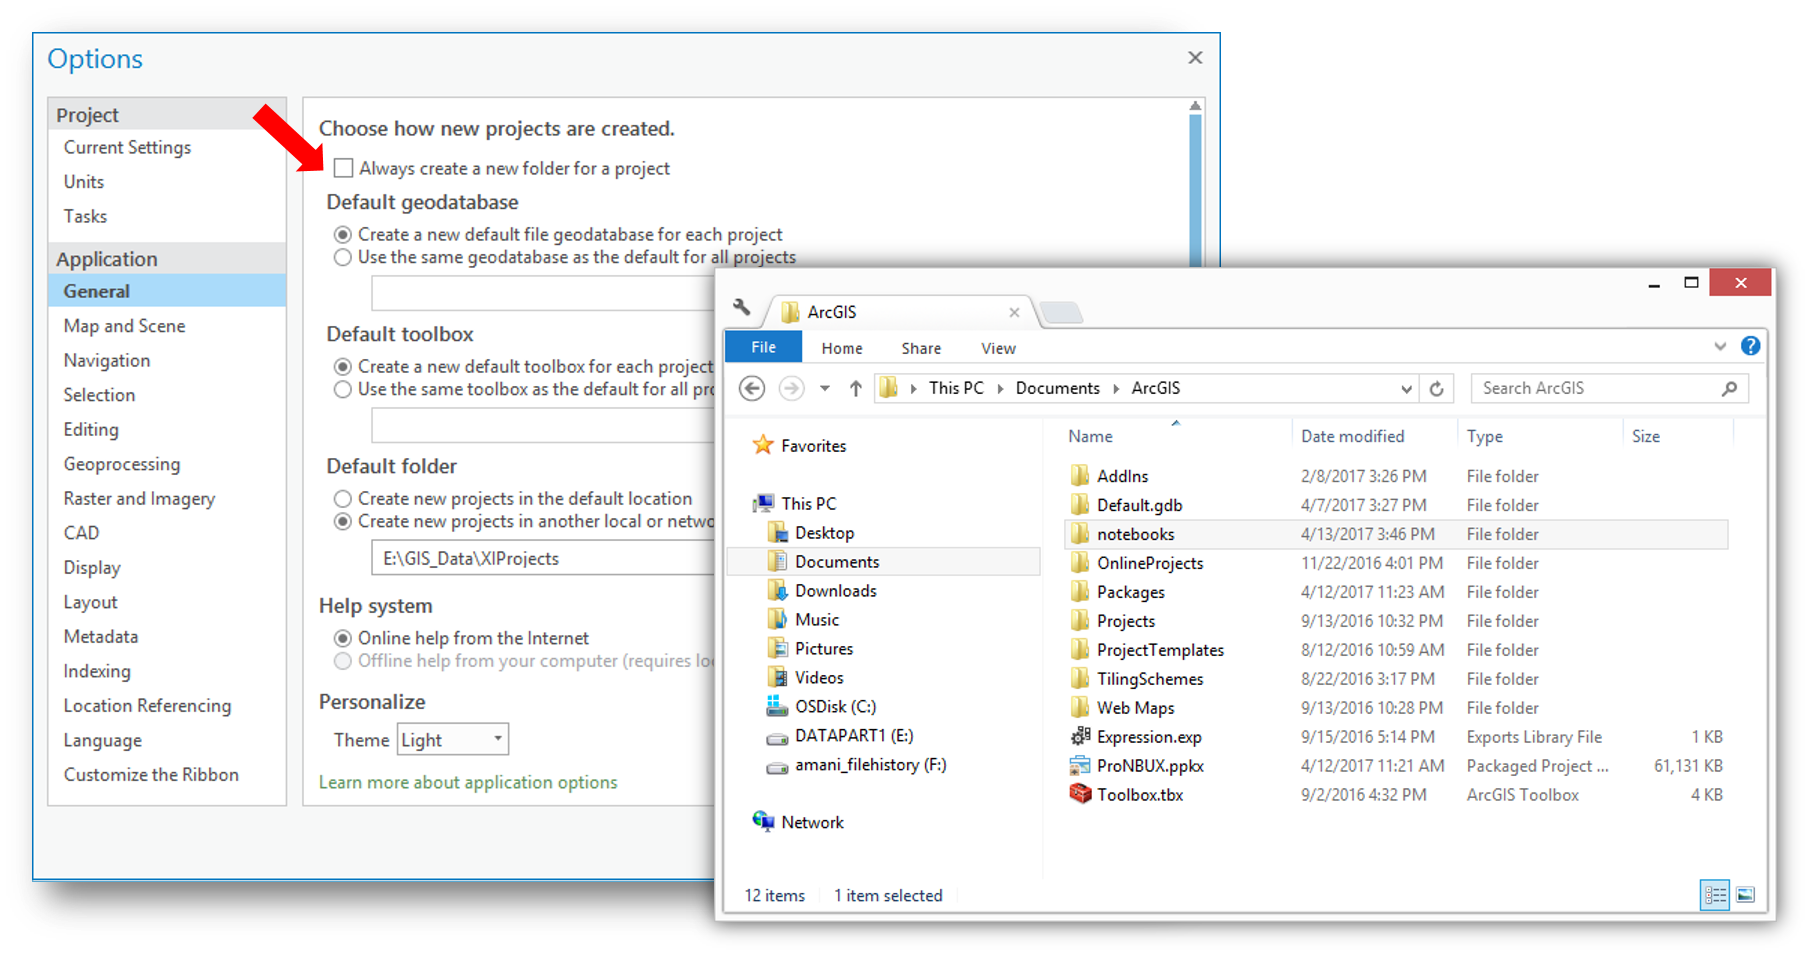 Options
Project
Current Settings
Units
Tasks
Application
General
Map and Scene
Navigation
Selection
Editing
Geoprocessing
Raster and Imagery
CAD
Display
Layout
Metadata
Indexing
Location Referencing
Language
Customize the Ribbon
Choose how new projects are created.
Always create a new folder for a project
Default geodatabase
Create a new default file geodatabase for each project
Use the same geodatabase as the default for all projects
Default toolbox
Create a new default toolbox for each project
Use the same toolbox as the default for all
Default folder
Create new projects in the default location
Create new projects in another local or
E:\GIS_Data\XIProjects
Help system
Online help from the Internet
Offline help from your computer (requires
Personalize
Theme Light
Learn more about application options
ArcGIS
File Home Share View
This PC Documents ArcGIS
Search ArcGIS
Favorites
This PC
Desktop
Documents
Downloads
Music
Pictures
Videos
OSDisk (C:)
DATAPART1 (E:)
amani_filehistory (F:)
Network
Name Date modified Type Size
AddIns 2/8/2017 3:26 PM File folder
Default.gdb 4/7/2017 3:27 PM File folder
notebooks 4/13/2017 3:46 PM File folder
OnlineProjects 11/22/2016 4:01 PM File folder
Packages 4/12/2017 11:23 AM File folder
Projects 9/13/2016 10:32 PM File folder
ProjectTemplates 8/12/2016 10:59 AM File folder
TilingSchemes 8/22/2016 3:17 PM File folder
Web Maps 9/13/2016 10:28 PM File folder
Expression.exp 9/15/2016 5:14 PM Exports Library File 1 KB
ProNBUX.ppkx 4/12/2017 11:21 AM Packaged Project ... 61,131 KB
Toolbox.tbx 9/2/2016 4:32 PM ArcGIS Toolbox 4 KB
12 items 1 item selected